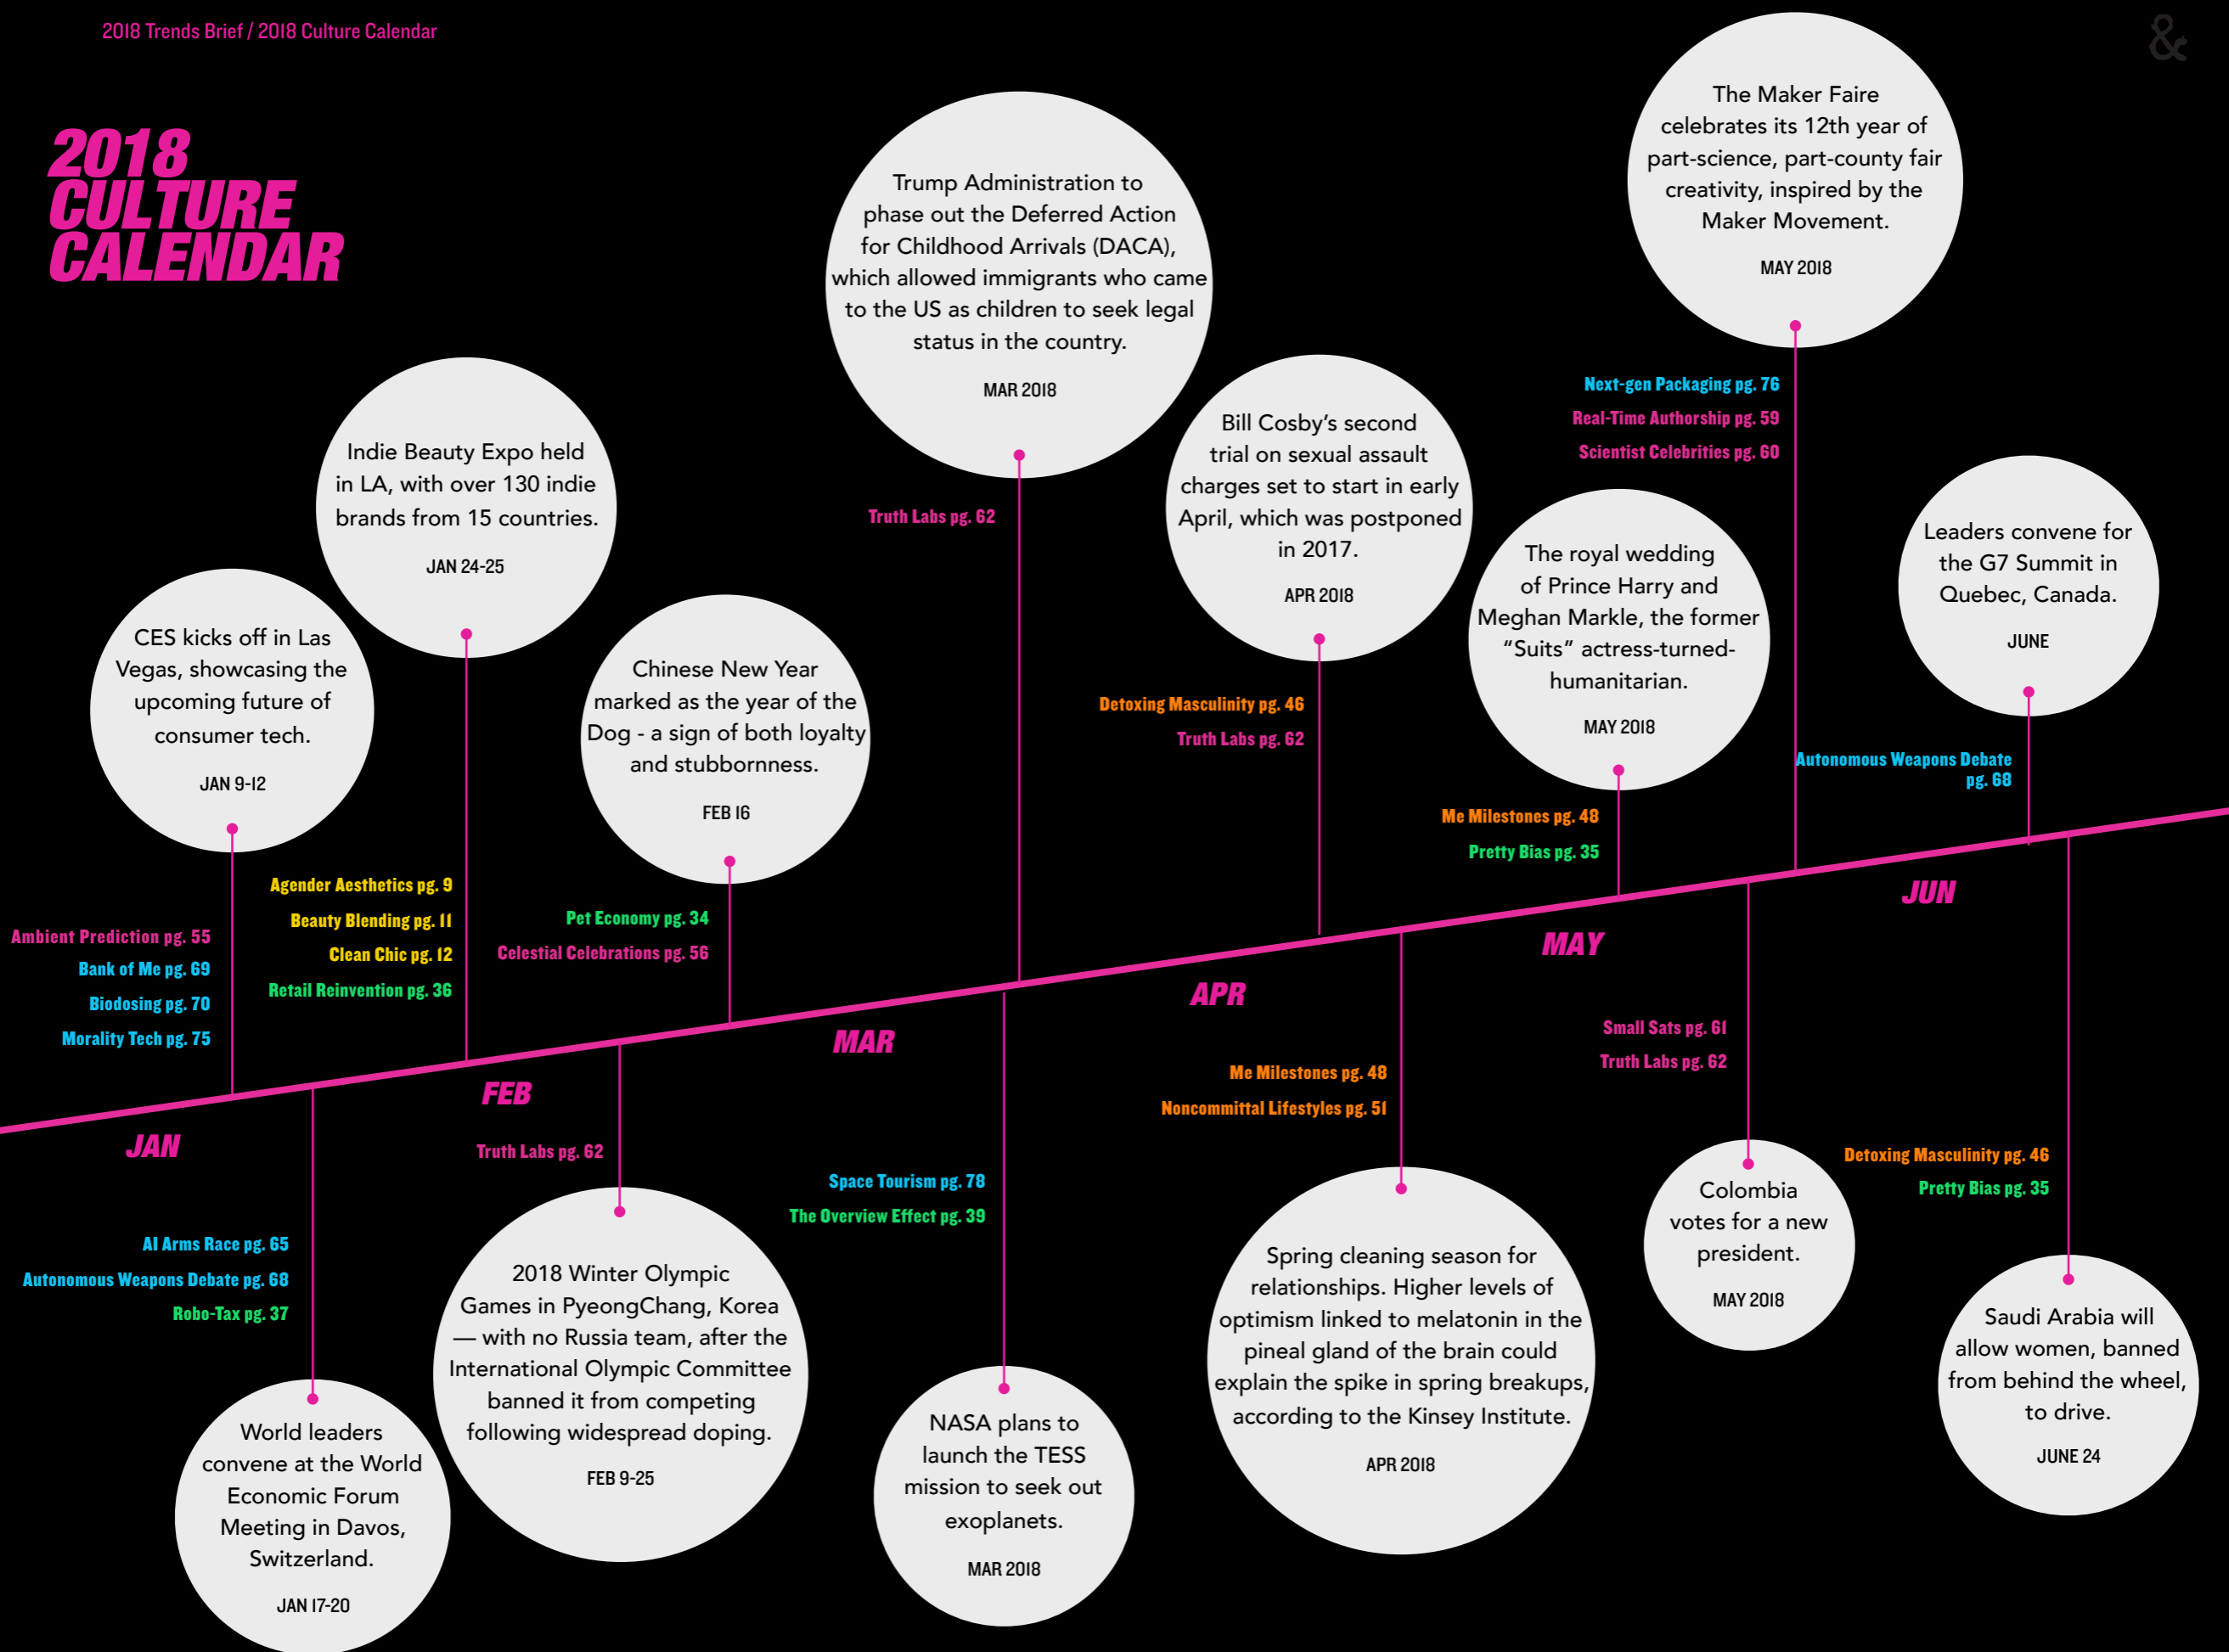 2018 Trends Brief / 2018 Culture Calendar
&
2018
CULTURE
CALENDAR
CES kicks off in Las
Vegas, showcasing the
upcoming future of
consumer tech.
JAN 9-12
Ambient Prediction pg. 55
Bank of Me pg. 69
Biodosing pg. 70
Morality Tech pg. 75
Indie Beauty Expo held
in LA, with over 130 indie
brands from 15 countries.
JAN 24-25
Agender Aesthetics pg. 9
Beauty Blending pg. 11
Clean Chic pg. 12
Retail Reinvention pg. 36
Chinese New Year
marked as the year of the
Dog - a sign of both loyalty
and stubbornness.
FEB 16
Pet Economy pg. 34
Celestial Celebrations pg. 56
Trump Administration to
phase out the Deferred Action
for Childhood Arrivals (DACA),
which allowed immigrants who came
to the US as children to seek legal
status in the country.
MAR 2018
Truth Labs pg. 62
Bill Cosby’s second
trial on sexual assault
charges set to start in early
April, which was postponed
in 2017.
APR 2018
Detoxing Masculinity pg. 46
Truth Labs pg. 62
The royal wedding
of Prince Harry and
Meghan Markle, the former
“Suits” actress-turned-
humanitarian.
MAY 2018
Me Milestones pg. 48
Pretty Bias pg. 35
The Maker Faire
celebrates its 12th year of
part-science, part-county fair
creativity, inspired by the
Maker Movement.
MAY 2018
Next-gen Packaging pg. 76
Real-Time Authorship pg. 59
Scientist Celebrities pg. 60
Leaders convene for
the G7 Summit in
Quebec, Canada.
JUNE
Autonomous Weapons Debate
pg. 68
JAN
FEB
MAR
APR
MAY
JUN
AI Arms Race pg. 65
Autonomous Weapons Debate pg. 68
Robo-Tax pg. 37
World leaders
convene at the World
Economic Forum
Meeting in Davos,
Switzerland.
JAN 17-20
Truth Labs pg. 62
2018 Winter Olympic
Games in PyeongChang, Korea
— with no Russia team, after the
International Olympic Committee
banned it from competing
following widespread doping.
FEB 9-25
Space Tourism pg. 78
The Overview Effect pg. 39
NASA plans to
launch the TESS
mission to seek out
exoplanets.
MAR 2018
Me Milestones pg. 48
Noncommittal Lifestyles pg. 51
Spring cleaning season for
relationships. Higher levels of
optimism linked to melatonin in the
pineal gland of the brain could
explain the spike in spring breakups,
according to the Kinsey Institute.
APR 2018
Small Sats pg. 61
Truth Labs pg. 62
Colombia
votes for a new
president.
MAY 2018
Detoxing Masculinity pg. 46
Pretty Bias pg. 35
Saudi Arabia will
allow women, banned
from behind the wheel,
to drive.
JUNE 24